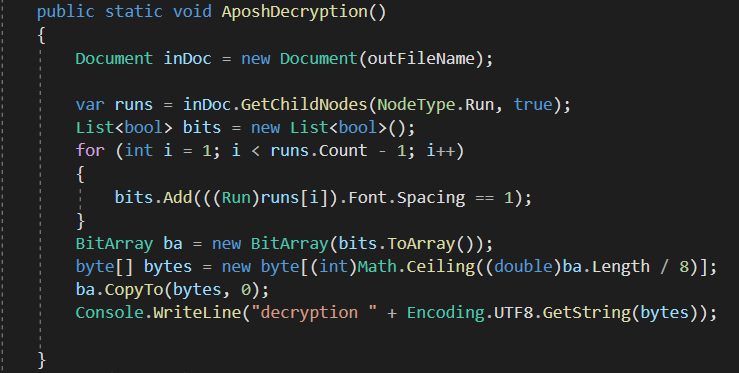 public static void AposhDecryption()
{
Document inDoc = new Document(outFileName);
var runs = inDoc.GetChildNodes(NodeType.Run, true);
List<bool> bits = new List<bool>();
for (int i = 1; i < runs.Count - 1; i++)
{
bits.Add(((Run)runs[i]).Font.Spacing == 1);
}
BitArray ba = new BitArray(bits.ToArray());
byte[] bytes = new byte[(int)Math.Ceiling((double)ba.Length / 8)];
ba.CopyTo(bytes, 0);
Console.WriteLine("decryption " + Encoding.UTF8.GetString(bytes));
}